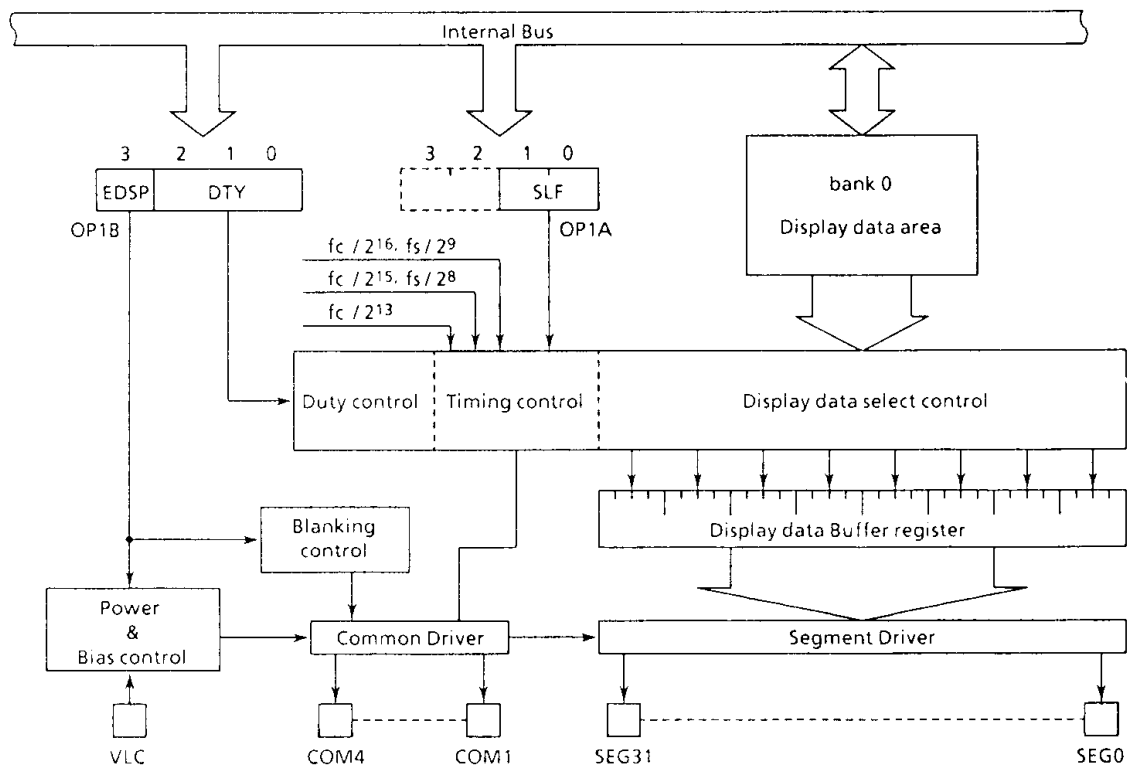 Internal Bus
3 2 1 0
3 2 1 0
EDSP DTY
SLF
OP1B
OP1A
bank 0
Display data area
fc / 2¹⁶, fs / 2⁹
fc / 2¹⁵, fs / 2⁸
fc / 2¹³
Duty control
Timing control
Display data select control
Blanking
control
Display data Buffer register
Power
&
Bias control
Common Driver
Segment Driver
VLC
COM4
COM1
SEG31
SEG0